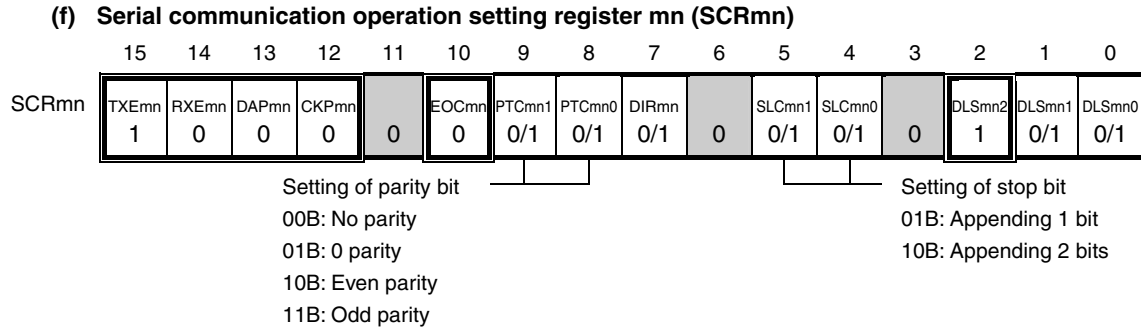 (f) Serial communication operation setting register mn (SCRmn)
15 14 13 12 11 10 9 8 7 6 5 4 3 2 1 0
SCRmn TXEmn RXEmn DAPmn CKPmn EOCmn PTCmn1 PTCmn0 DIRmn SLCmn1 SLCmn0 DLSmn2 DLSmn1 DLSmn0
1 0 0 0 0 0 0/1 0/1 0/1 0 0/1 0/1 0 1 0/1 0/1
Setting of parity bit
00B: No parity
01B: 0 parity
10B: Even parity
11B: Odd parity
Setting of stop bit
01B: Appending 1 bit
10B: Appending 2 bits